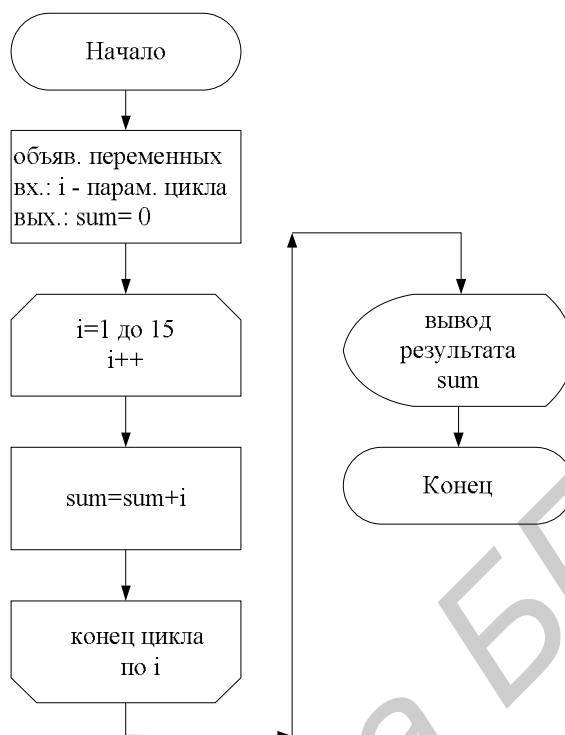 Начало
объяв. переменных
вх.: i - парам. цикла
вых.: sum= 0
i=1 до 15
i++
sum=sum+i
конец цикла
по i
вывод
результата
sum
Конец